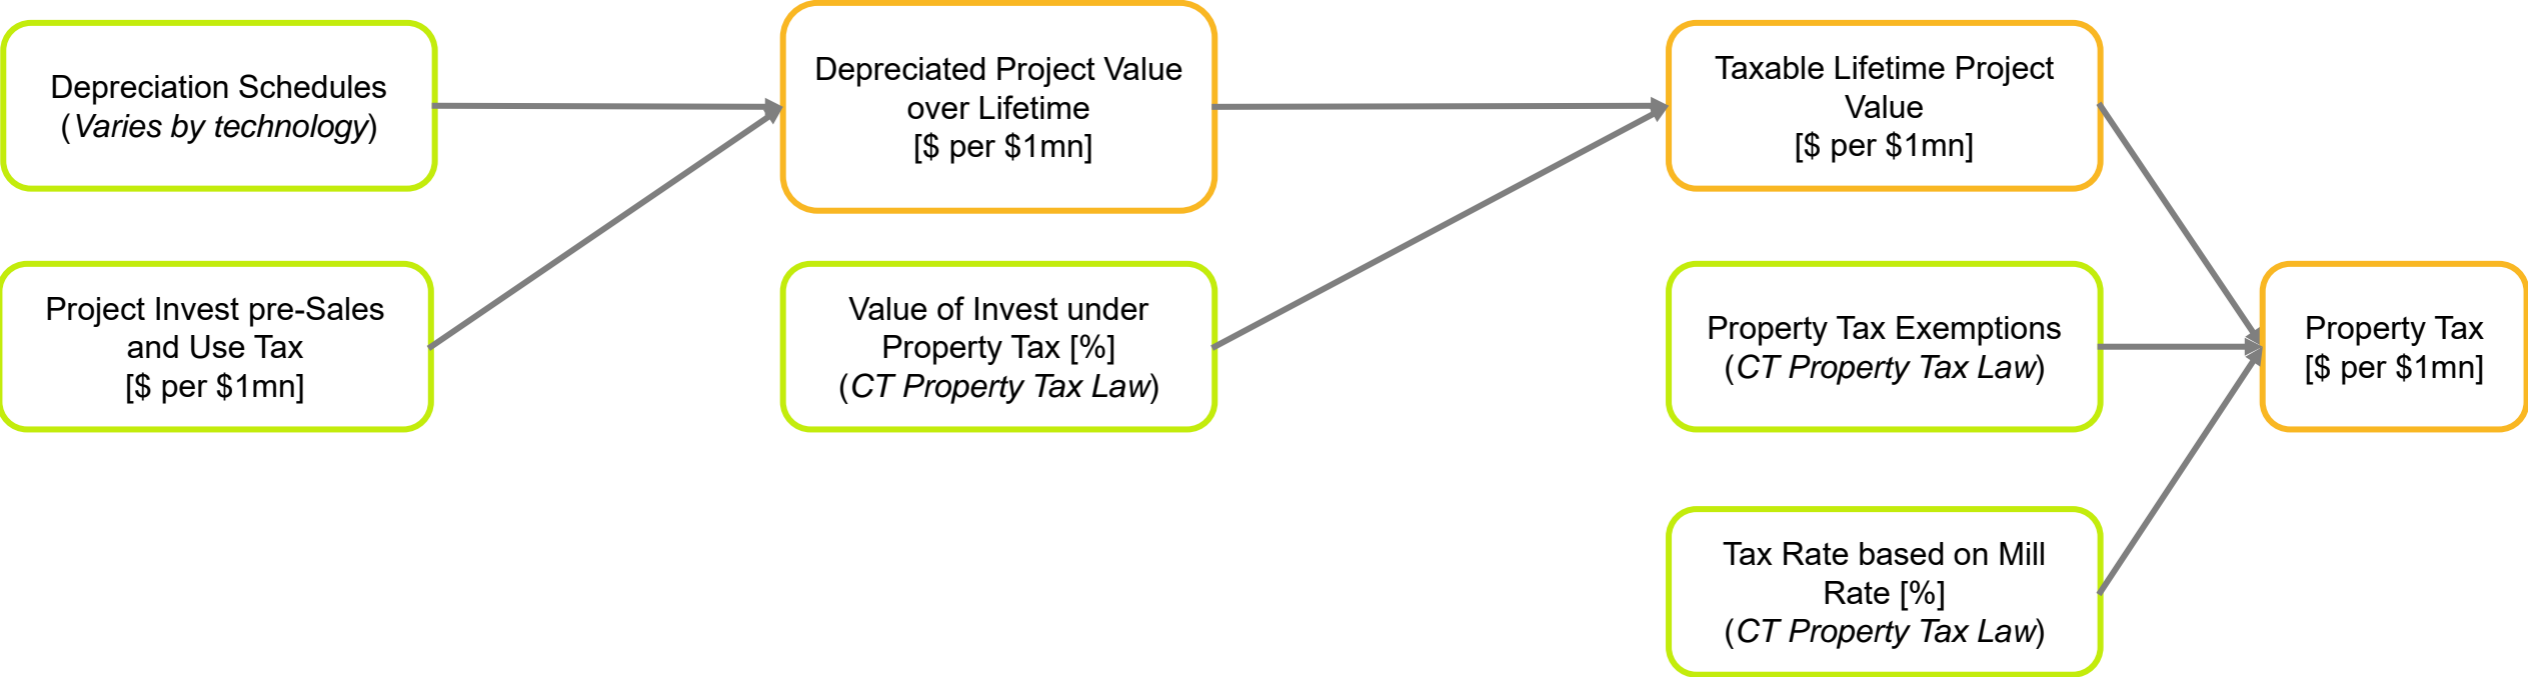 Depreciation Schedules
(Varies by technology)
Project Invest pre-Sales
and Use Tax
[$ per $1mn]
Depreciated Project Value
over Lifetime
[$ per $1mn]
Value of Invest under
Property Tax [%]
(CT Property Tax Law)
Taxable Lifetime Project
Value
[$ per $1mn]
Property Tax Exemptions
(CT Property Tax Law)
Tax Rate based on Mill
Rate [%]
(CT Property Tax Law)
Property Tax
[$ per $1mn]